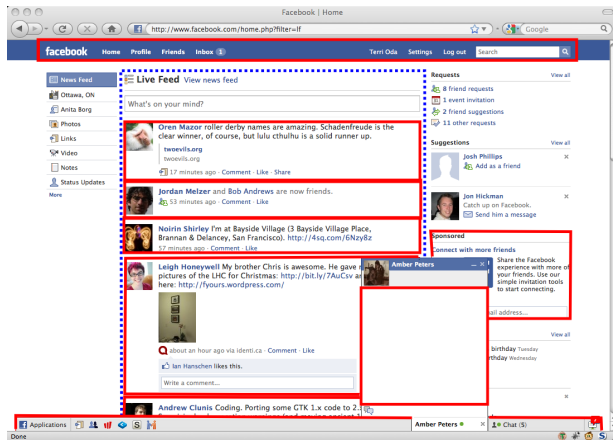 Facebook | Home
http://www.facebook.com/home.php?filter=lf
Google
facebook Home Profile Friends Inbox 1 Terri Oda Settings Log out Search
News Feed
Ottawa, ON
Anita Borg
Photos
Links
Video
Notes
Status Updates
More
Live Feed View news feed
What's on your mind?
Oren Mazor roller derby names are amazing. Schadenfreude is the
clear winner, of course, but lulu cthulhu is a solid runner up.
twoevils.org
twoevils.org
17 minutes ago · Comment · Like · Share
Jordan Melzer and Bob Andrews are now friends.
53 minutes ago · Comment · Like
Noirin Shirley I'm at Bayside Village (3 Bayside Village Place,
Brannan & Delancey, San Francisco). http://4sq.com/6Nzy8z
57 minutes ago · Comment · Like
Leigh Honeywell My brother Chris is awesome. He gave
pictures of the LHC for Christmas: http://bit.ly/7AuCsv
here: http://fyours.wordpress.com/
about an hour ago via identi.ca · Comment · Like
Ian Hanschen likes this.
Write a comment...
Andrew Clunis Coding. Porting some GTK 1.x code to
Requests View all
8 friend requests
1 event invitation
2 friend suggestions
11 other requests
Suggestions View all
Josh Phillips ×
Add as a friend
Jon Hickman ×
Catch up on Facebook.
Send him a message
Sponsored
Connect with more friends
Share the Facebook
experience with more of
your friends. Use our
simple invitation tools
to start connecting.
ail address...
View all
birthday Tuesday
rthday Wednesday
×
Amber Peters _ ×
Applications
Amber Peters ×
Chat (5)
Done